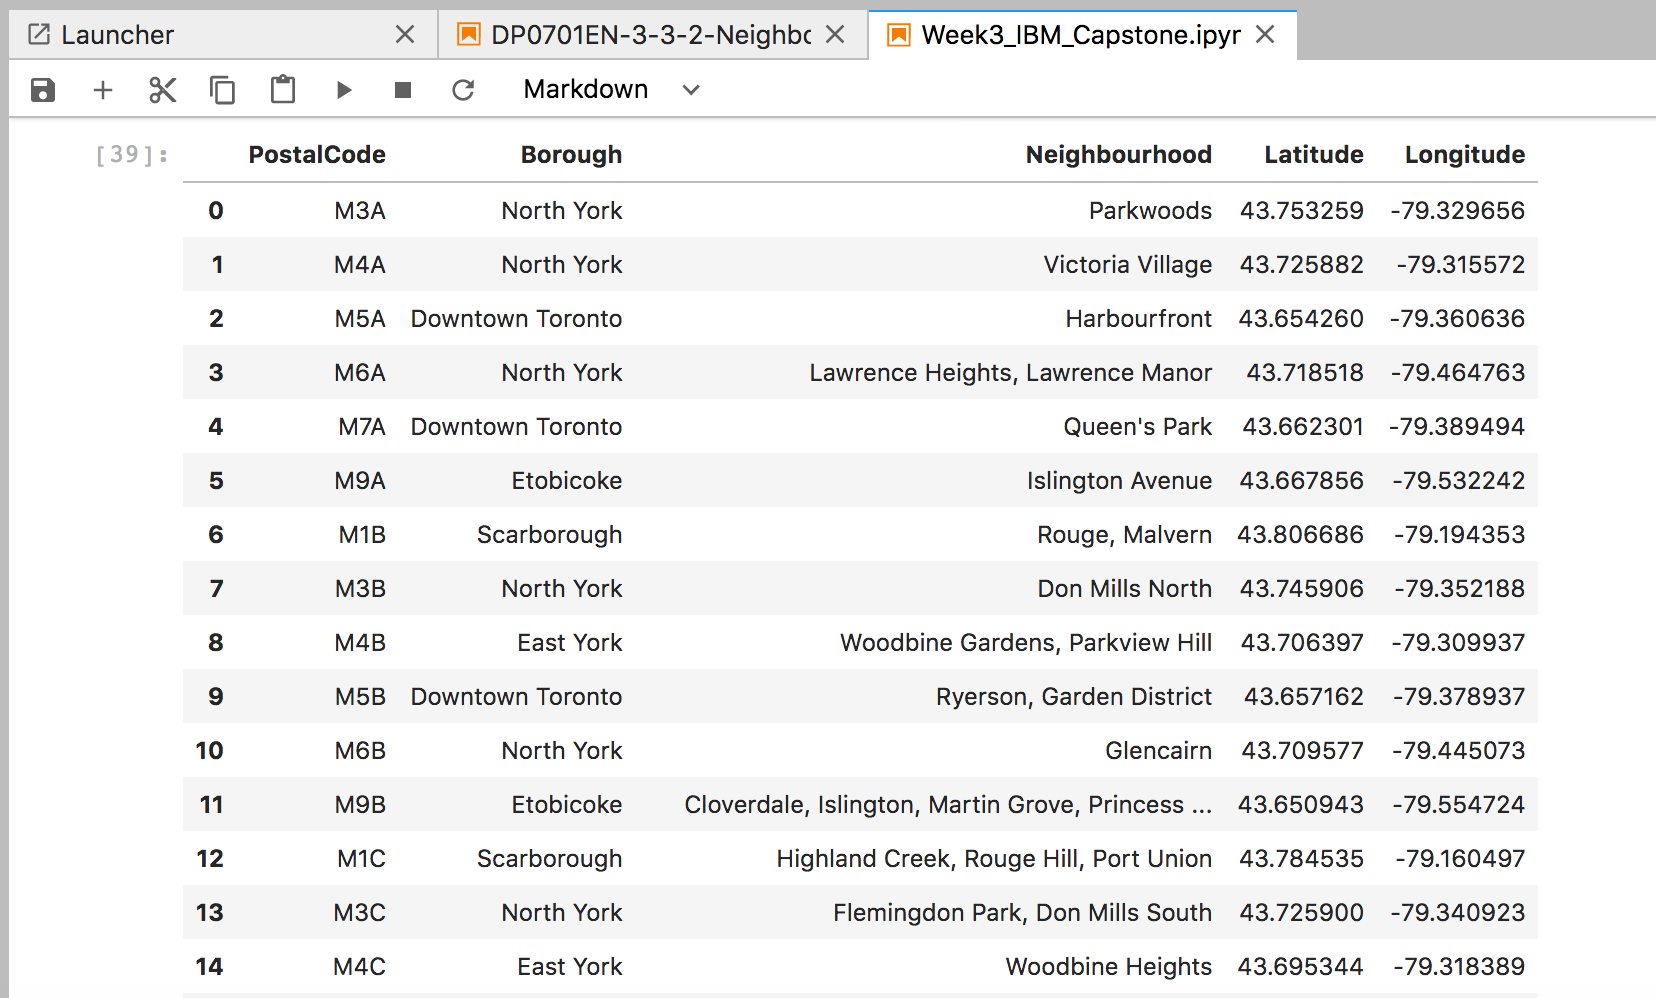 Launcher DP0701EN-3-3-2-Neighbo Week3_IBM_Capstone.ipyr
Markdown
[39]: PostalCode Borough Neighbourhood Latitude Longitude
0 M3A North York Parkwoods 43.753259 -79.329656
1 M4A North York Victoria Village 43.725882 -79.315572
2 M5A Downtown Toronto Harbourfront 43.654260 -79.360636
3 M6A North York Lawrence Heights, Lawrence Manor 43.718518 -79.464763
4 M7A Downtown Toronto Queen's Park 43.662301 -79.389494
5 M9A Etobicoke Islington Avenue 43.667856 -79.532242
6 M1B Scarborough Rouge, Malvern 43.806686 -79.194353
7 M3B North York Don Mills North 43.745906 -79.352188
8 M4B East York Woodbine Gardens, Parkview Hill 43.706397 -79.309937
9 M5B Downtown Toronto Ryerson, Garden District 43.657162 -79.378937
10 M6B North York Glencairn 43.709577 -79.445073
11 M9B Etobicoke Cloverdale, Islington, Martin Grove, Princess ... 43.650943 -79.554724
12 M1C Scarborough Highland Creek, Rouge Hill, Port Union 43.784535 -79.160497
13 M3C North York Flemingdon Park, Don Mills South 43.725900 -79.340923
14 M4C East York Woodbine Heights 43.695344 -79.318389